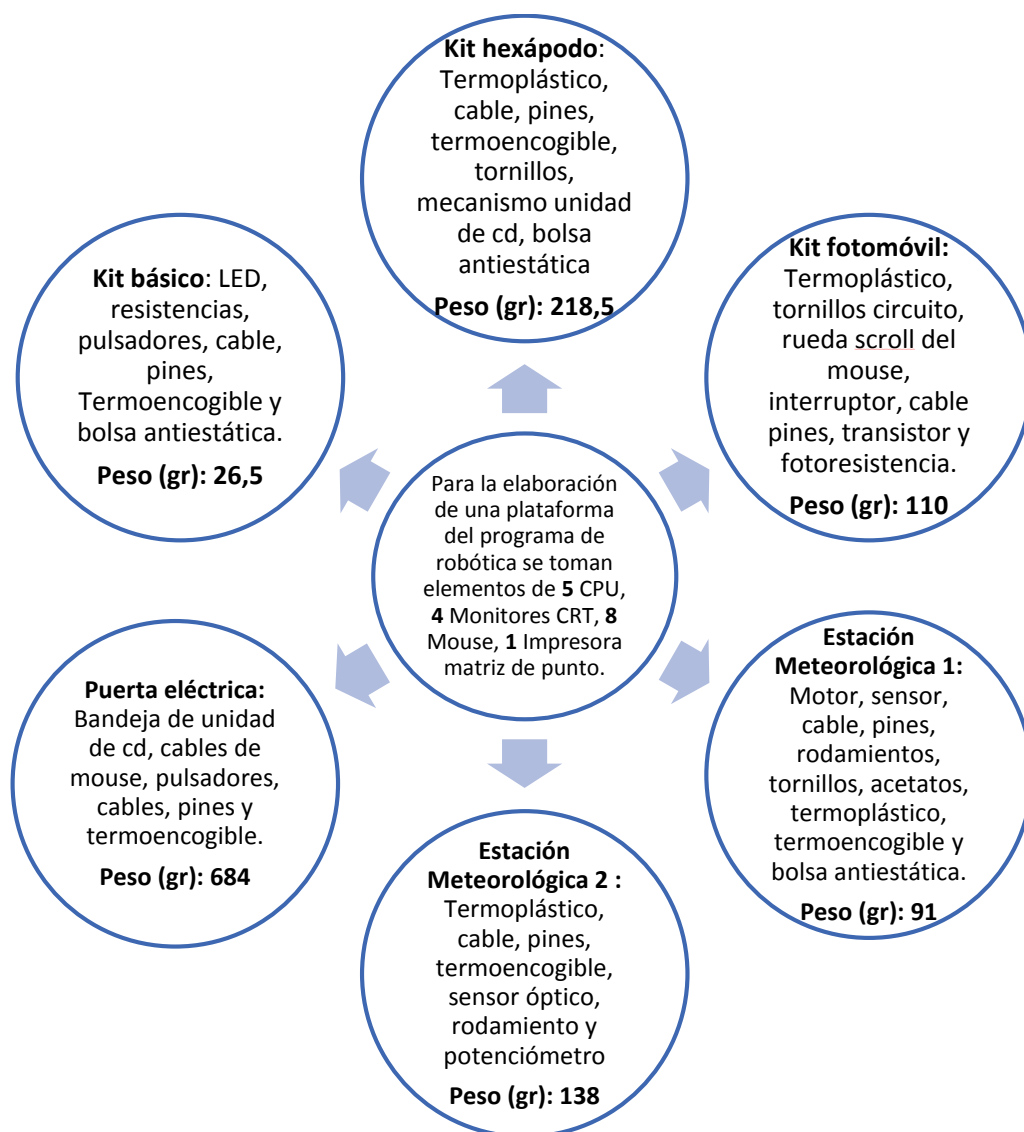 Kit hexápodo:
Termoplástico,
cable, pines,
termoencogible,
tornillos,
mecanismo unidad
de cd, bolsa
antiestática
Peso (gr): 218,5
Kit fotomóvil:
Termoplástico,
tornillos circuito,
rueda scroll del
mouse,
interruptor, cable
pines, transistor y
fotoresistencia.
Peso (gr): 110
Estación
Meteorológica 1:
Motor, sensor,
cable, pines,
rodamientos,
tornillos, acetatos,
termoplástico,
termoencogible y
bolsa antiestática.
Peso (gr): 91
Estación
Meteorológica 2 :
Termoplástico,
cable, pines,
termoencogible,
sensor óptico,
rodamiento y
potenciómetro
Peso (gr): 138
Puerta eléctrica:
Bandeja de unidad
de cd, cables de
mouse, pulsadores,
cables, pines y
termoencogible.
Peso (gr): 684
Kit básico: LED,
resistencias,
pulsadores, cable,
pines,
Termoencogible y
bolsa antiestática.
Peso (gr): 26,5
Para la elaboración
de una plataforma
del programa de
robótica se toman
elementos de 5 CPU,
4 Monitores CRT, 8
Mouse, 1 Impresora
matriz de punto.